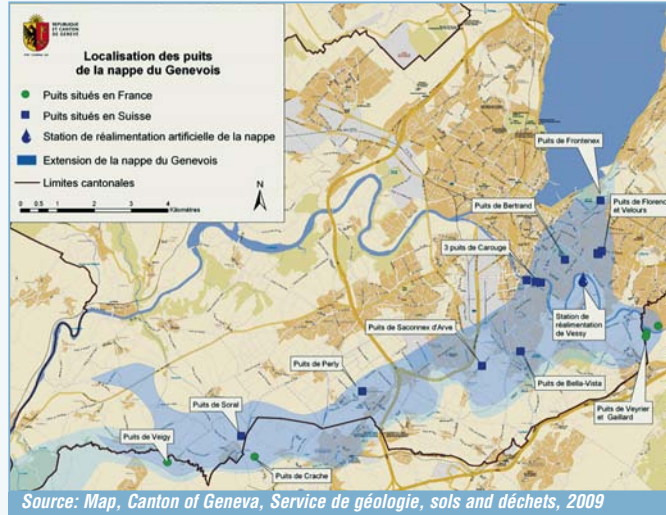 REPUBLIQUE
ET CANTON
DE GENEVE
Localisation des puits
de la nappe du Genevois
Puits situés en France
Puits situés en Suisse
Station de réalimentation artificielle de la nappe
Extension de la nappe du Genevois
Limites cantonales
N
0 0.5 1 2 3 4
Kilomètres
Puits de Frontenex
Puits de Florence
et Velours
Puits de Bertrand
3 puits de Carouge
Station de
réalimentation
de Vessy
Puits de Saconnex d'Arve
Puits de Perly
Puits de Bella-Vista
Puits de Soral
Puits de Veyrier
et Gaillard
Puits de Veigy
Puits de Crache
Source: Map, Canton of Geneva, Service de géologie, sols and déchets, 2009